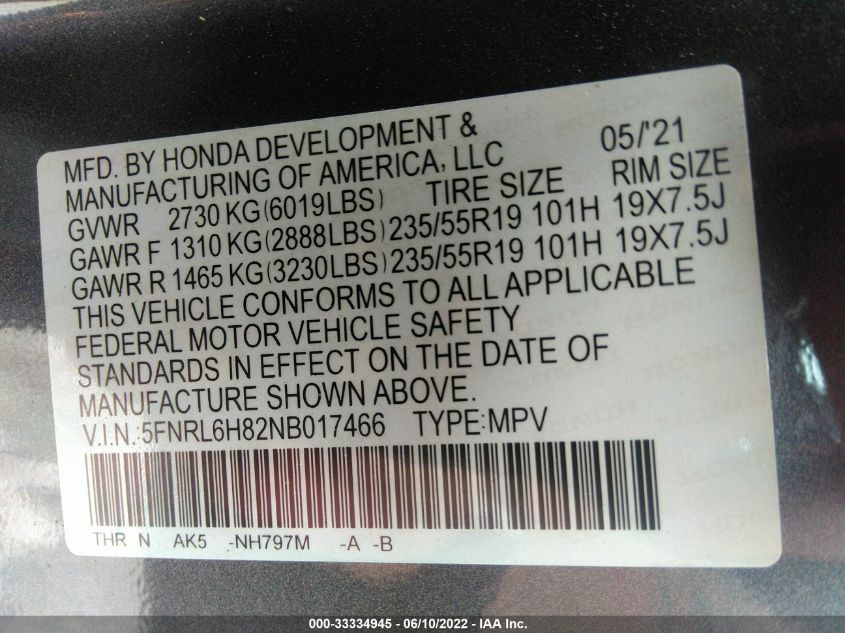 MFD. BY HONDA DEVELOPMENT & 05/'21
MANUFACTURING OF AMERICA, LLC
GVWR 2730 KG(6019LBS) TIRE SIZE RIM SIZE
GAWR F 1310 KG(2888LBS) 235/55R19 101H 19X7.5J
GAWR R 1465 KG(3230LBS) 235/55R19 101H 19X7.5J
THIS VEHICLE CONFORMS TO ALL APPLICABLE
FEDERAL MOTOR VEHICLE SAFETY
STANDARDS IN EFFECT ON THE DATE OF
MANUFACTURE SHOWN ABOVE.
V.I.N.:5FNRL6H82NB017466 TYPE:MPV
THR N AK5 -NH797M -A -B
000-33334945 - 06/10/2022 - IAA Inc.